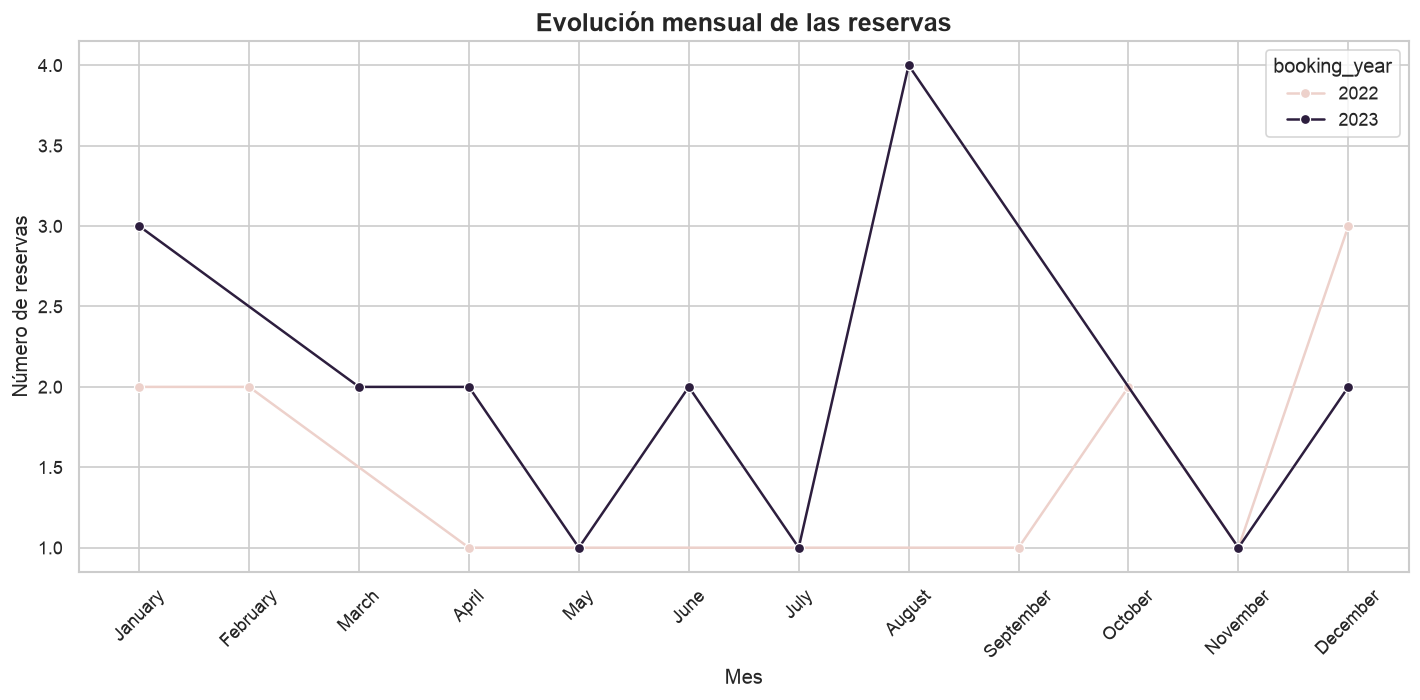 Evolución mensual de las reservas
booking_year
2022
2023
Número de reservas
4.0
3.5
3.0
2.5
2.0
1.5
1.0
January
February
March
April
May
June
July
August
September
October
November
December
Mes